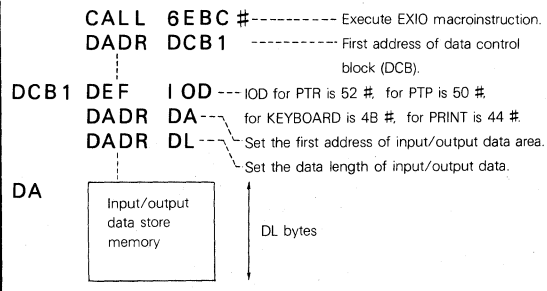 CALL 6EBC # Execute EXIO macroinstruction.
DADR DCB1 First address of data control
block (DCB).
DCB1 DEF IOD IOD for PTR is 52 #, for PTP is 50 #,
DADR DA for KEYBOARD is 4B #, for PRINT is 44 #.
Set the first address of input/output data area.
DADR DL
Set the data length of input/output data.
DA
Input/output
data store
memory
DL bytes